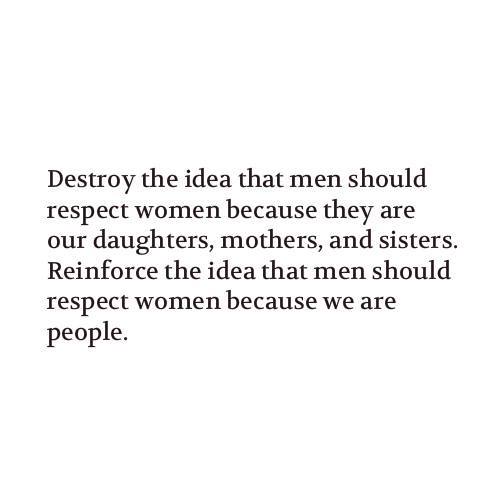 Destroy the idea that men should
respect women because they are
our daughters, mothers, and sisters.
Reinforce the idea that men should
respect women because we are
people.